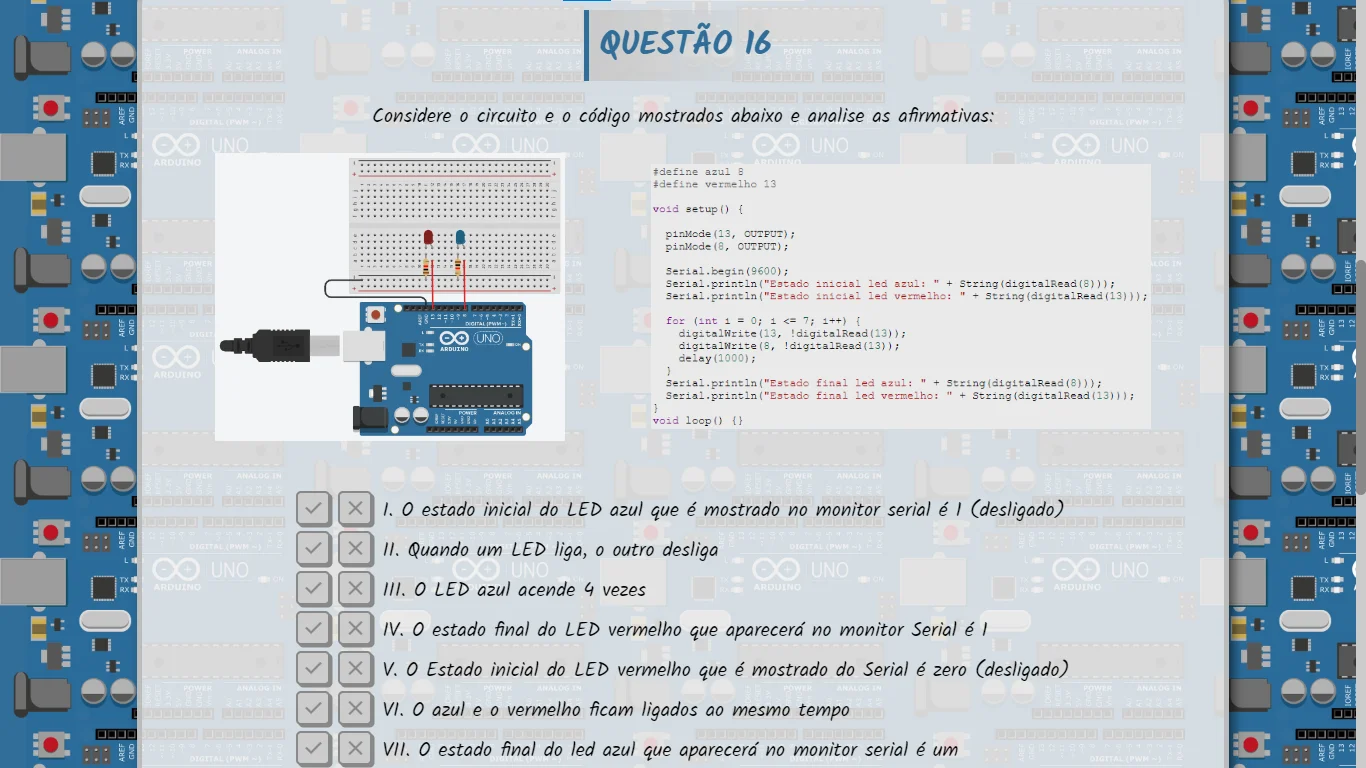 QUESTÃO 16
Considere o circuito e o código mostrados abaixo e analise as afirmativas:
#define azul 8
#define vermelho 13
void setup() {
pinMode(13, OUTPUT);
pinMode(8, OUTPUT);
Serial.begin(9600);
Serial.println("Estado inicial led azul: " + String(digitalRead(8)));
Serial.println("Estado inicial led vermelho: " + String(digitalRead(13)));
for (int i = 0; i <= 7; i++) {
digitalWrite(13, !digitalRead(13));
digitalWrite(8, !digitalRead(13));
delay(1000);
}
Serial.println("Estado final led azul: " + String(digitalRead(8)));
Serial.println("Estado final led vermelho: " + String(digitalRead(13)));
}
void loop() {}
DIGITAL (PWM~)
UNO
ARDUINO
POWER
ANALOG IN
I. O estado inicial do LED azul que é mostrado no monitor serial é 1 (desligado)
II. Quando um LED liga, o outro desliga
III. O LED azul acende 4 vezes
IV. O estado final do LED vermelho que aparecerá no monitor Serial é 1
V. O Estado inicial do LED vermelho que é mostrado do Serial é zero (desligado)
VI. O azul e o vermelho ficam ligados ao mesmo tempo
VII. O estado final do led azul que aparecerá no monitor serial é um